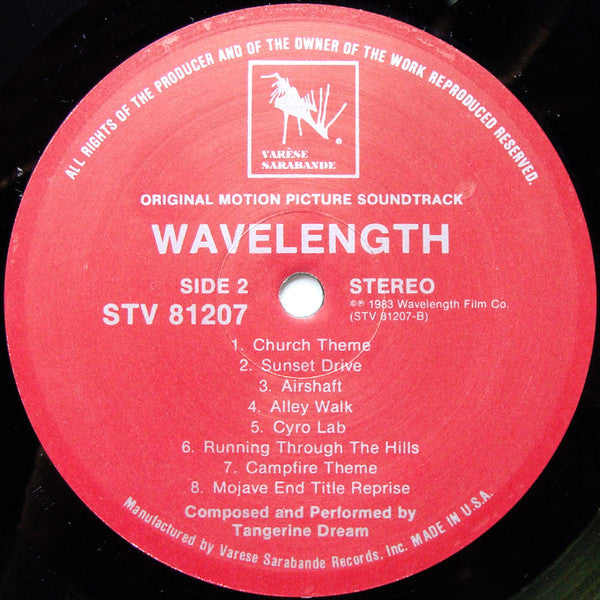 ALL RIGHTS OF THE PRODUCER AND OF THE OWNER OF THE WORK REPRODUCED RESERVED.
VARÈSE
SARABANDE
®
ORIGINAL MOTION PICTURE SOUNDTRACK
WAVELENGTH
SIDE 2
STEREO
STV 81207
©℗ 1983 Wavelength Film Co.
(STV 81207-B)
1. Church Theme
2. Sunset Drive
3. Airshaft
4. Alley Walk
5. Cyro Lab
6. Running Through The Hills
7. Campfire Theme
8. Mojave End Title Reprise
Composed and Performed by
Tangerine Dream
Manufactured by Varese Sarabande Records, Inc. MADE IN U.S.A.